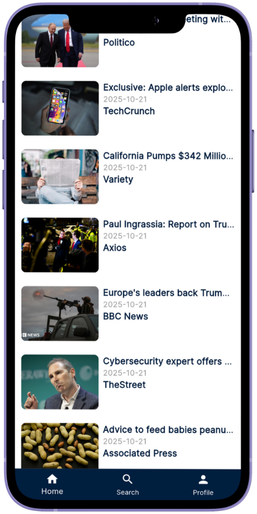 eting wit...
Politico
Exclusive: Apple alerts explo...
2025-10-21
TechCrunch
California Pumps $342 Millio...
2025-10-21
Variety
Paul Ingrassia: Report on Tru...
2025-10-21
Axios
Europe's leaders back Trum...
2025-10-21
BBC News
NEWS
Cybersecurity expert offers ...
2025-10-21
TheStreet
Advice to feed babies peanu...
2025-10-21
Associated Press
Home
Search
Profile